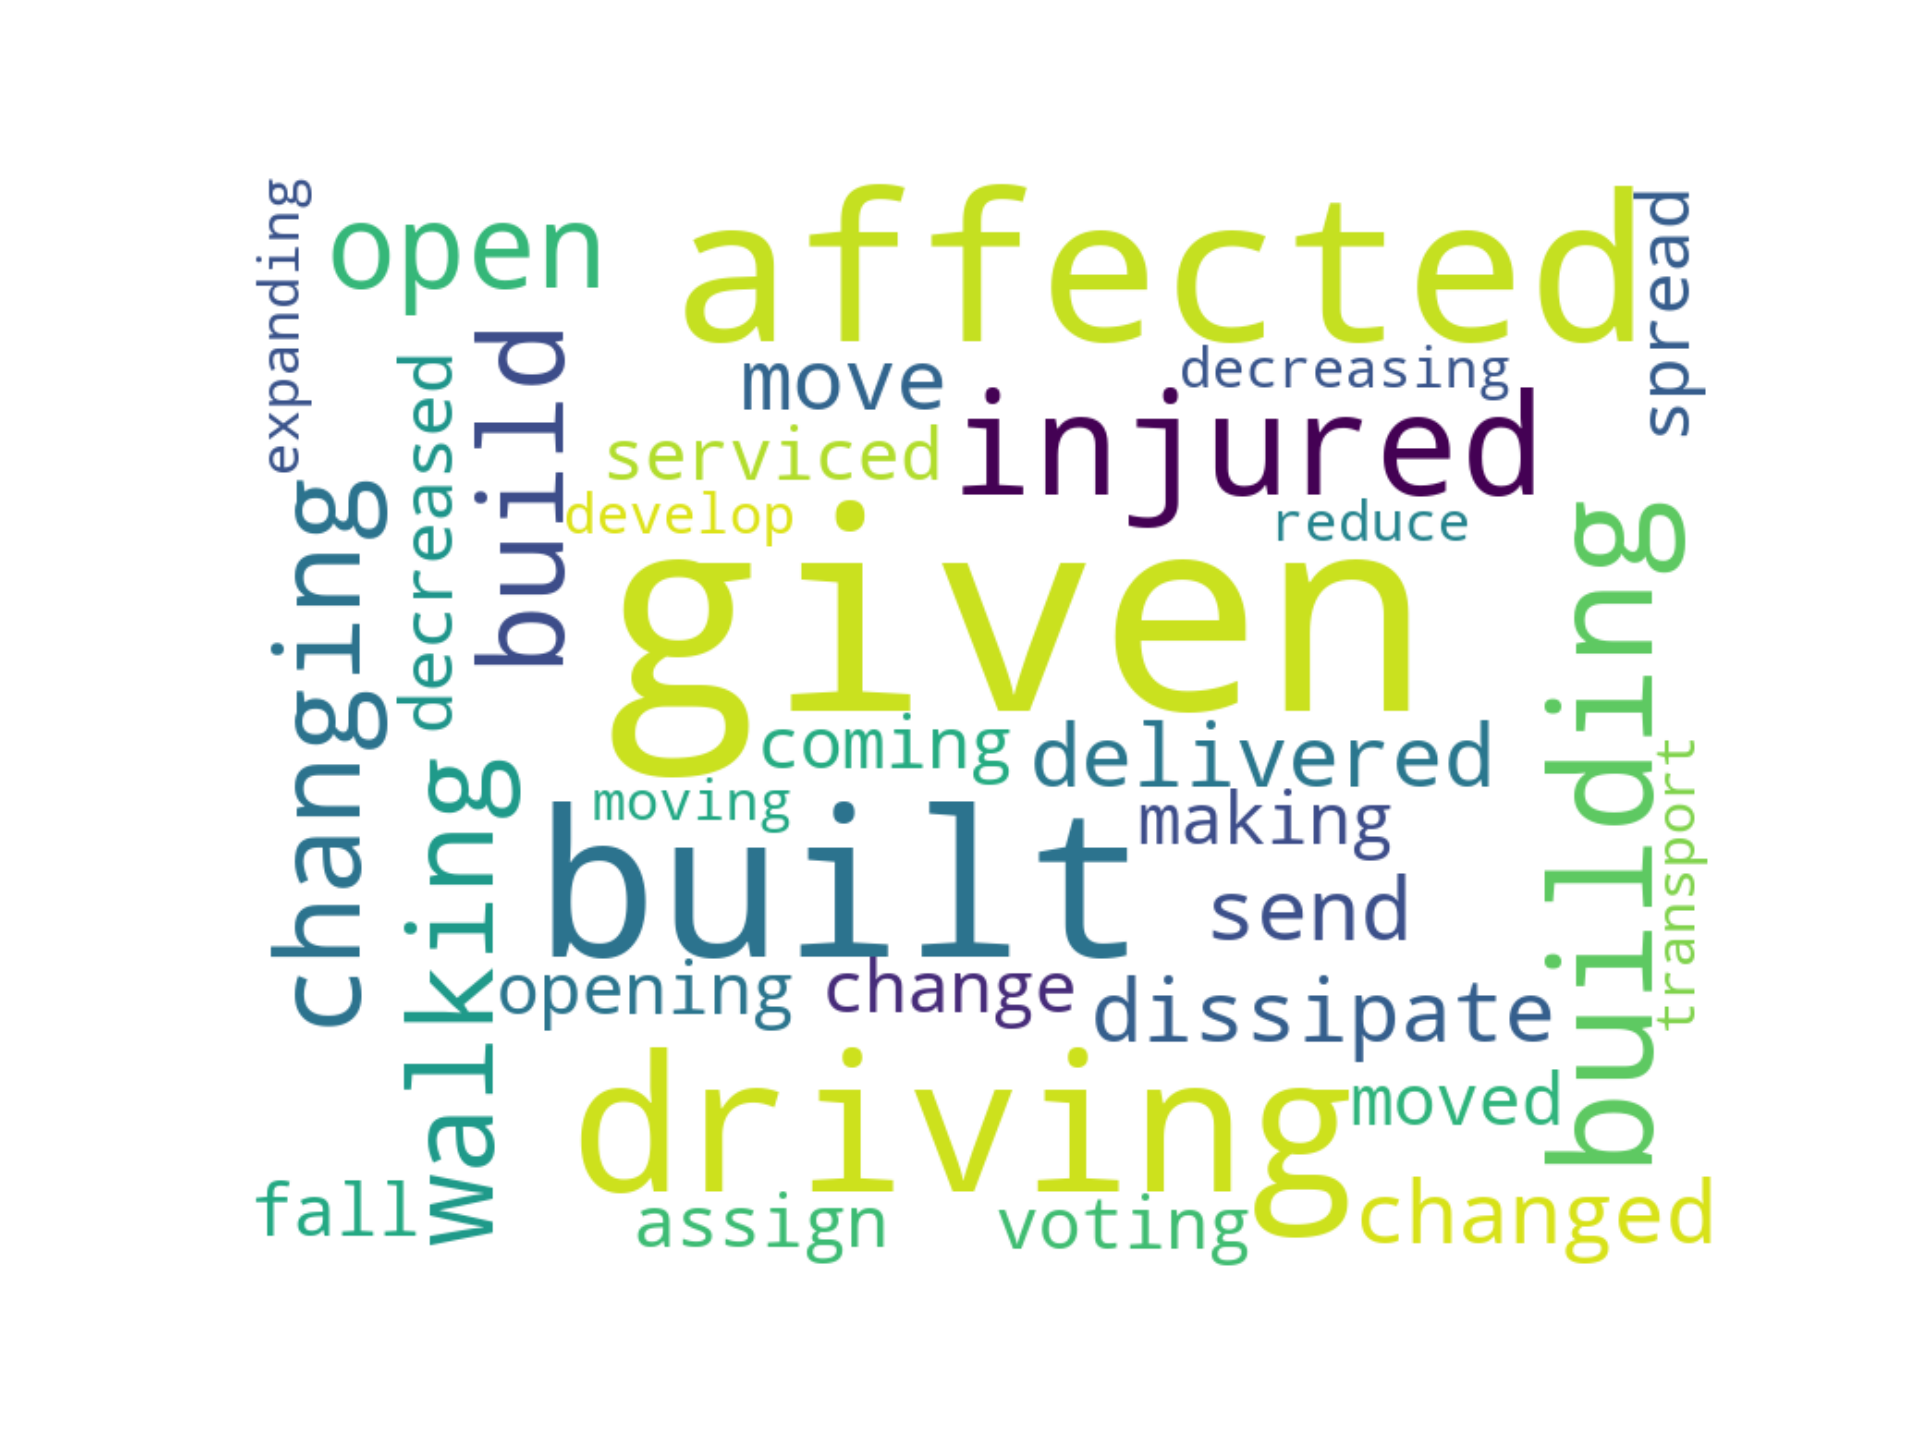 expanding
open
affected
spread
build
decreased
move
decreasing
injured
serviced
changing
develop
given
reduce
building
coming
delivered
transport
walking
moving
built
making
send
opening
change
dissipate
driving
moved
fall
assign
voting
changed